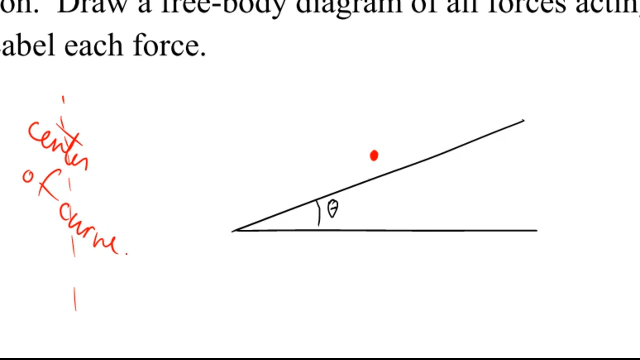 on. Draw a free-body diagram of all forces acting
abel each force.
center
of
curve.
θ